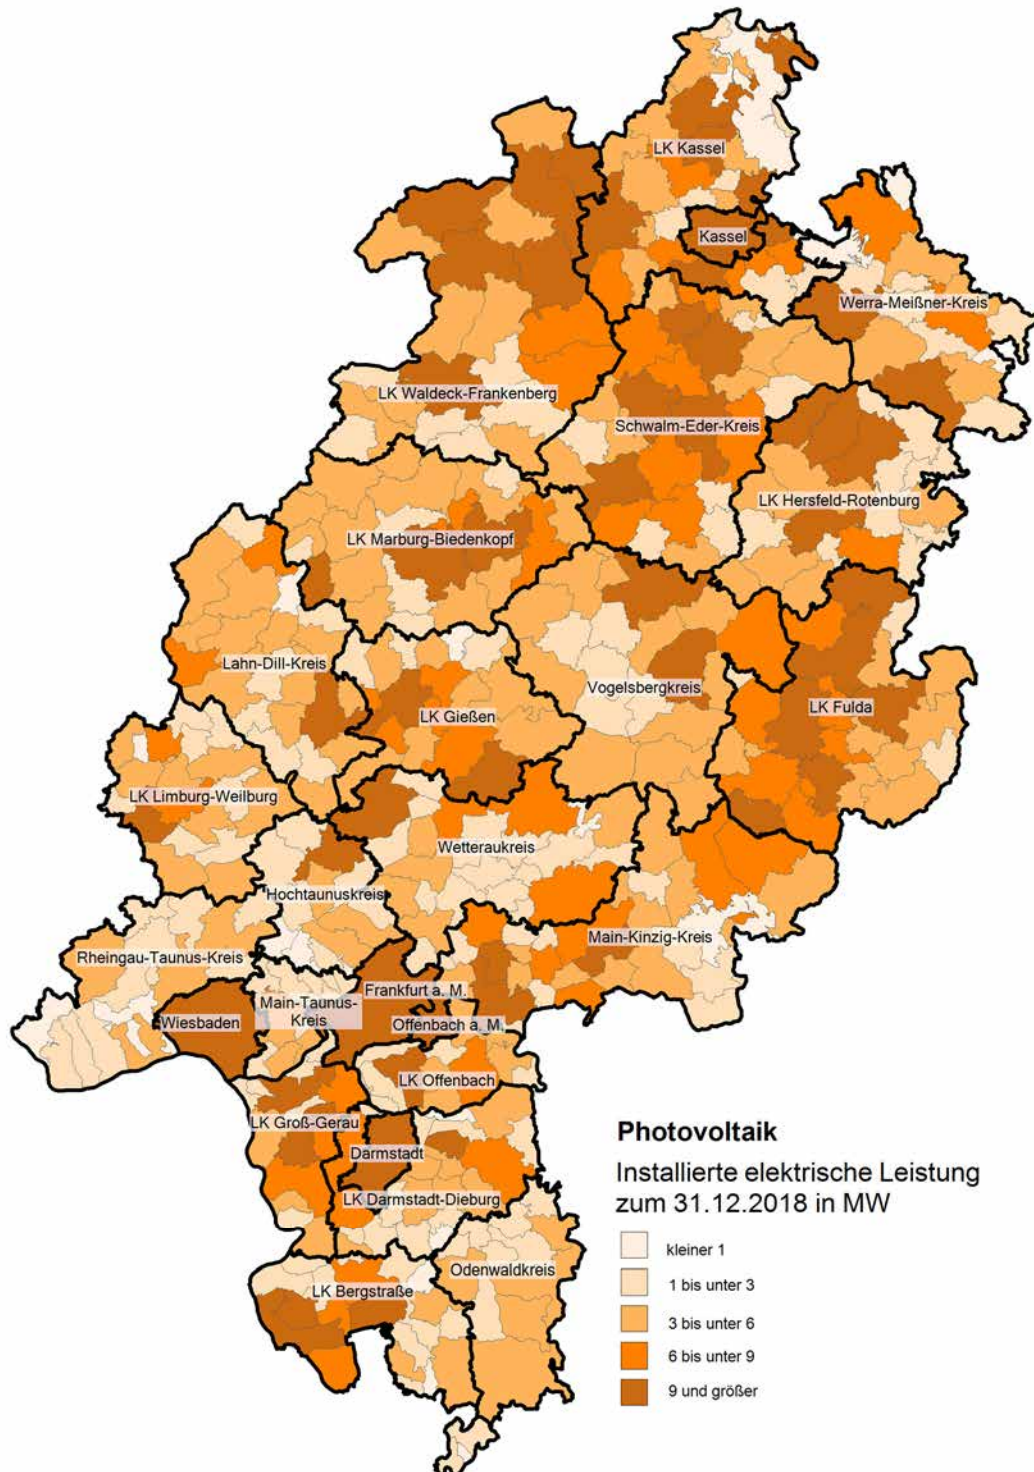 LK Kassel
Kassel
Werra-Meißner-Kreis
LK Waldeck-Frankenberg
Schwalm-Eder-Kreis
LK Hersfeld-Rotenburg
LK Marburg-Biedenkopf
Lahn-Dill-Kreis
Vogelsbergkreis
LK Gießen
LK Fulda
LK Limburg-Weilburg
Wetteraukreis
Hochtaunuskreis
Main-Kinzig-Kreis
Rheingau-Taunus-Kreis
Wiesbaden
Main-Taunus-
Kreis
Frankfurt a. M.
Offenbach a. M.
LK Offenbach
LK Groß-Gerau
Darmstadt
LK Darmstadt-Dieburg
Odenwaldkreis
LK Bergstraße
Photovoltaik
Installierte elektrische Leistung
zum 31.12.2018 in MW
kleiner 1
1 bis unter 3
3 bis unter 6
6 bis unter 9
9 und größer